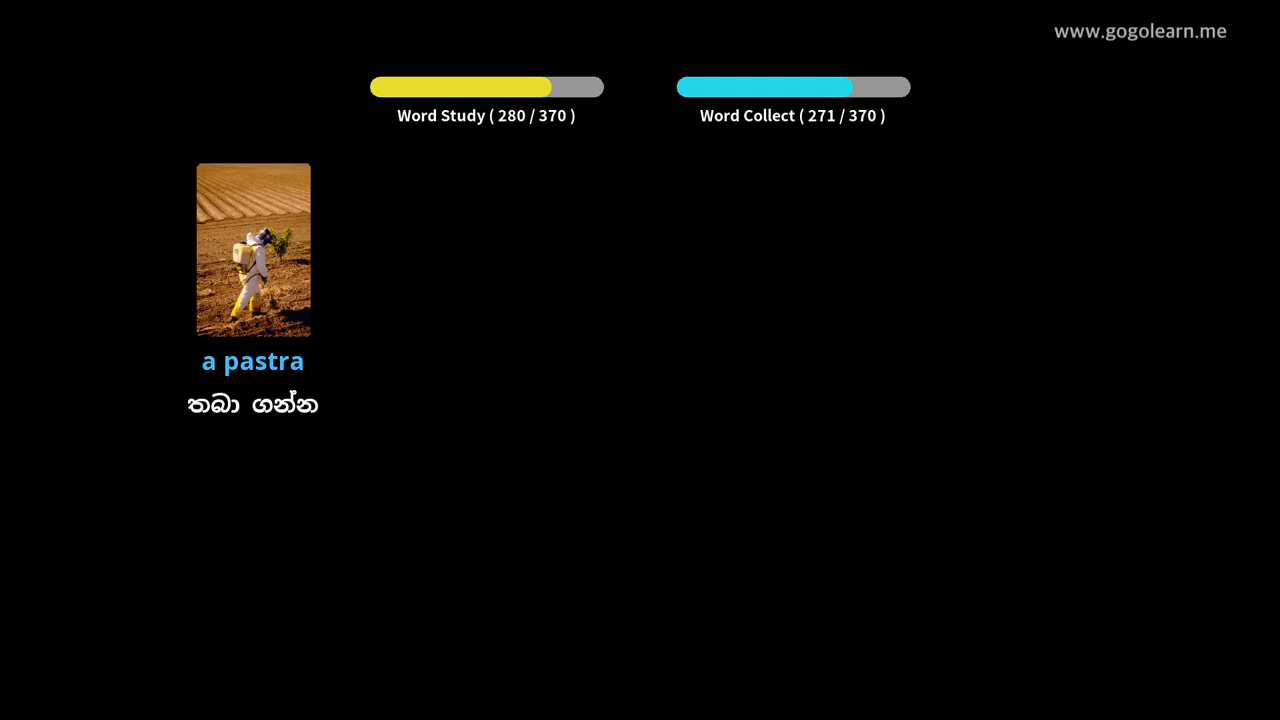 www.gogolearn.me
Word Study ( 280 / 370 )
Word Collect ( 271 / 370 )
a pastra
තබා ගන්න